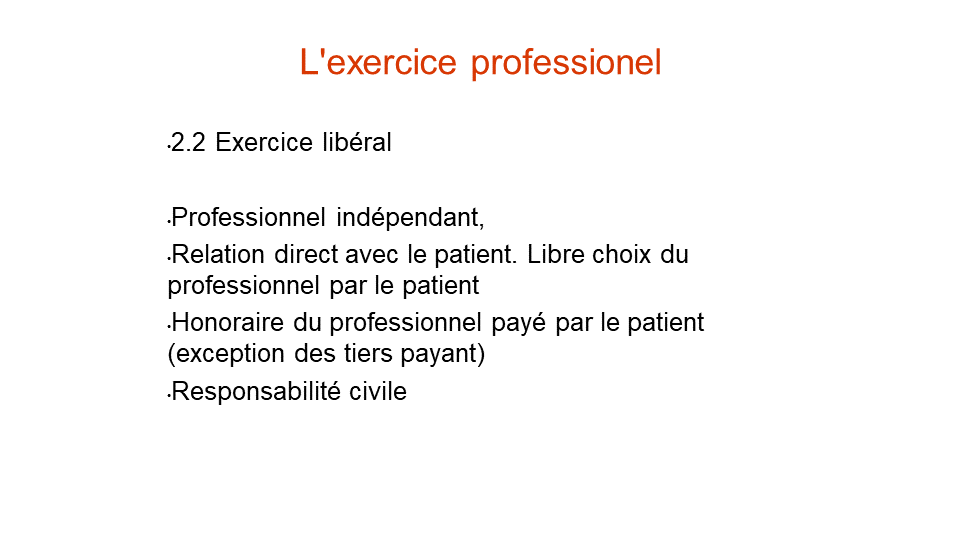 L'exercice professionel
•2.2 Exercice libéral
•Professionnel indépendant,
•Relation direct avec le patient. Libre choix du
professionnel par le patient
•Honoraire du professionnel payé par le patient
(exception des tiers payant)
•Responsabilité civile